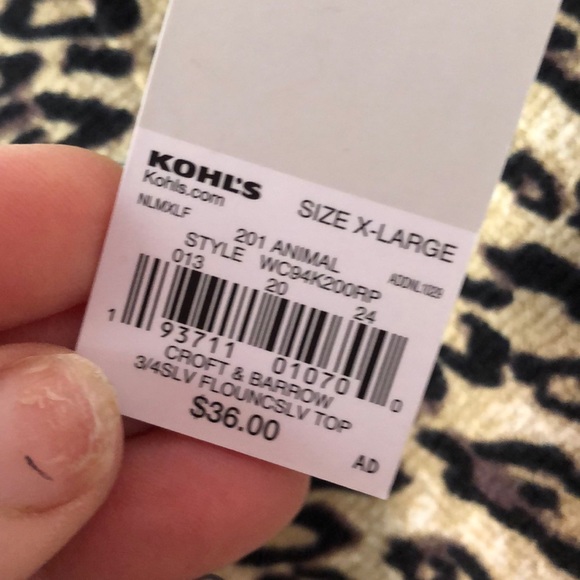 KOHL'S
Kohls.com
SIZE X-LARGE
NLMXLF
201 ANIMAL
ADDNL1029
STYLE WC94K200RP
013 20 24
1 93711 01070 0
CROFT & BARROW
3/4SLV FLOUNCSLV TOP
$36.00
AD